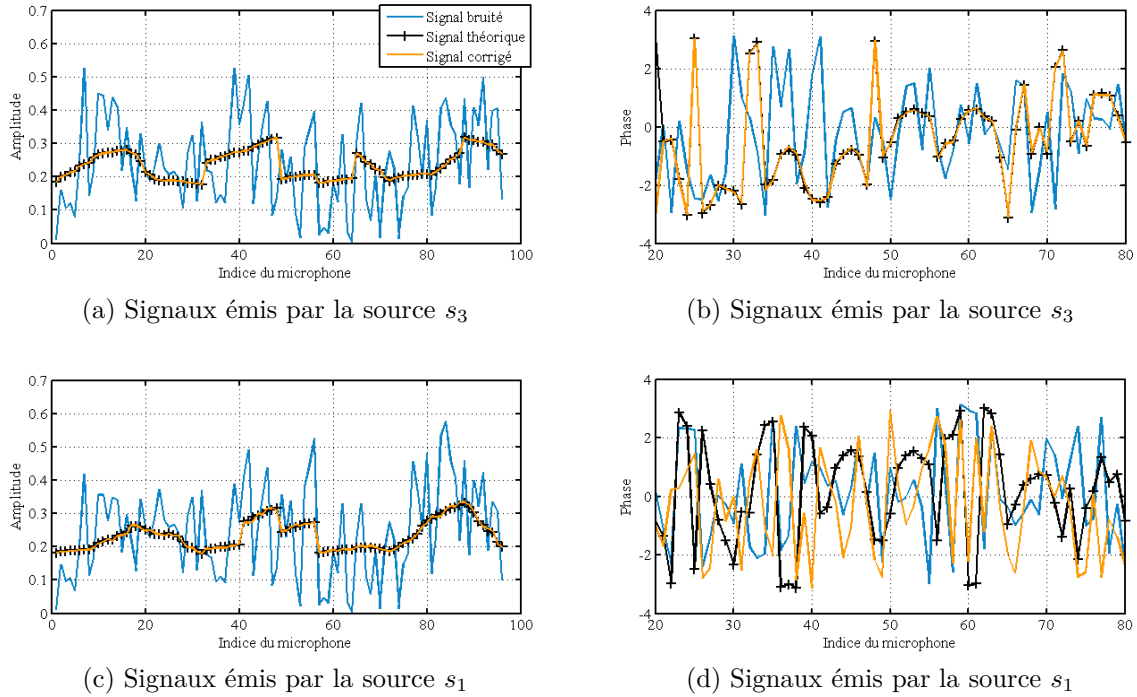 0.7
0.6
0.5
0.4
0.3
0.2
0.1
0
Amplitude
0 20 40 60 80 100
Indice du microphone
Signal bruité
Signal théorique
Signal corrigé
(a) Signaux émis par la source s3
4
2
0
-2
-4
Phase
20 30 40 50 60 70 80
Indice du microphone
(b) Signaux émis par la source s3
0.7
0.6
0.5
0.4
0.3
0.2
0.1
0
Amplitude
0 20 40 60 80 100
Indice du microphone
(c) Signaux émis par la source s1
4
2
0
-2
-4
Phase
20 30 40 50 60 70 80
Indice du microphone
(d) Signaux émis par la source s1